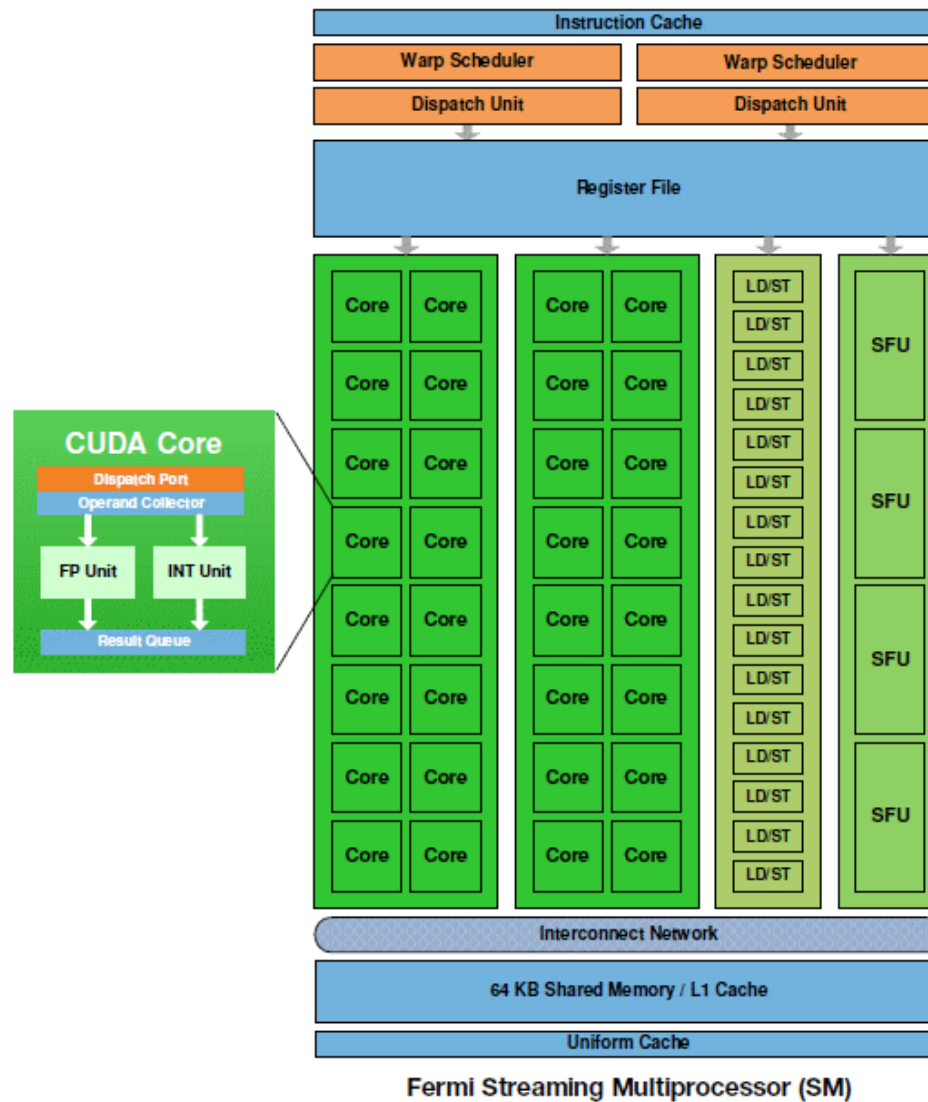 Instruction Cache
Warp Scheduler Warp Scheduler
Dispatch Unit Dispatch Unit
Register File
Core Core Core Core LD/ST LD/ST SFU
Core Core Core Core LD/ST LD/ST
Core Core Core Core LD/ST LD/ST SFU
Core Core Core Core LD/ST LD/ST
Core Core Core Core LD/ST LD/ST SFU
Core Core Core Core LD/ST LD/ST
Core Core Core Core LD/ST LD/ST SFU
Core Core Core Core LD/ST LD/ST
CUDA Core
Dispatch Port
Operand Collector
FP Unit INT Unit
Result Queue
Interconnect Network
64 KB Shared Memory / L1 Cache
Uniform Cache
Fermi Streaming Multiprocessor (SM)